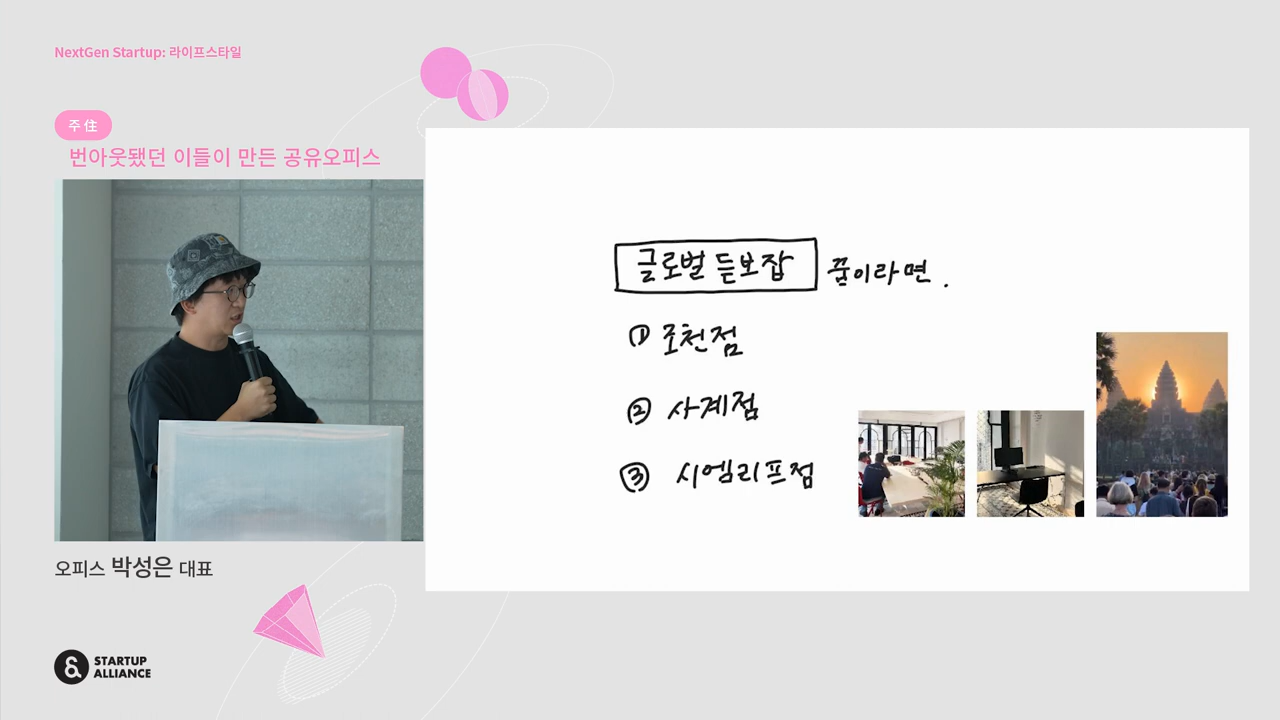 NextGen Startup: 라이프스타일
주 住
번아웃됐던 이들이 만든 공유오피스
글로벌 듣보잡 꿈이라면.
① 로천점
② 사계점
③ 시엠리프점
오피스 박성은 대표
STARTUP
ALLIANCE